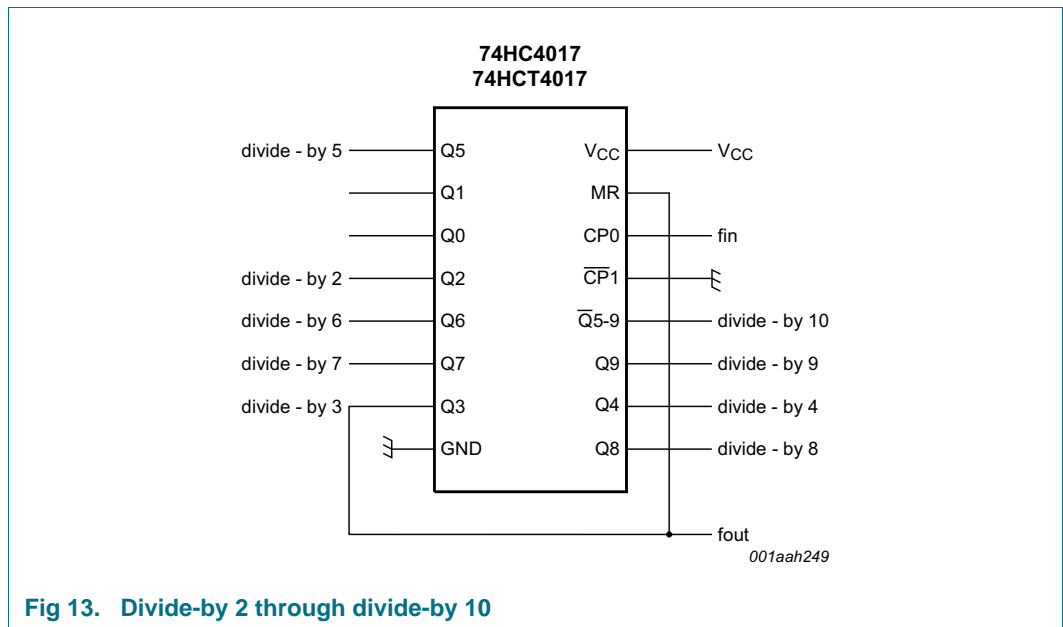 74HC4017
74HCT4017
divide - by 5 Q5 VCC VCC
Q1 MR
Q0 CP0 fin
divide - by 2 Q2 C̅P̅1
divide - by 6 Q6 Q̅5-9 divide - by 10
divide - by 7 Q7 Q9 divide - by 9
divide - by 3 Q3 Q4 divide - by 4
GND Q8 divide - by 8
fout
001aah249
Fig 13. Divide-by 2 through divide-by 10